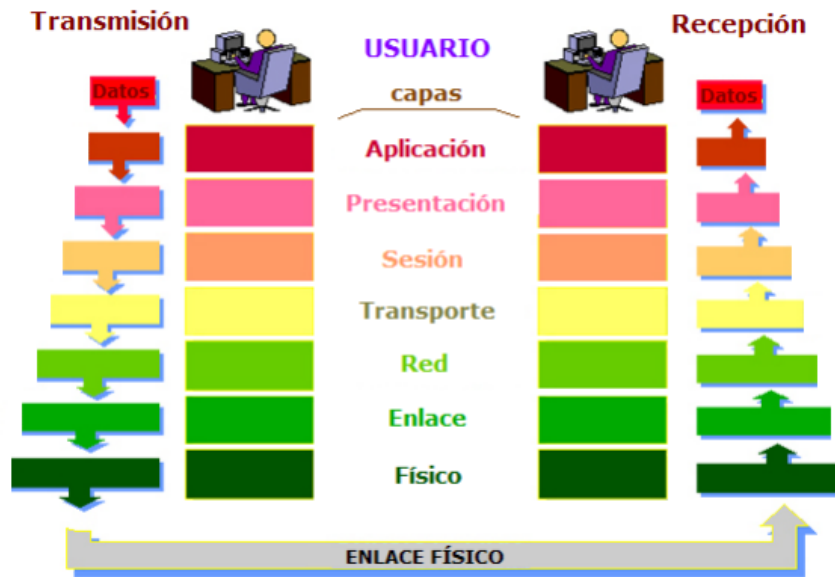 Transmisión
Recepción
USUARIO
Datos
capas
Datos
Aplicación
Presentación
Sesión
Transporte
Red
Enlace
Físico
ENLACE FÍSICO